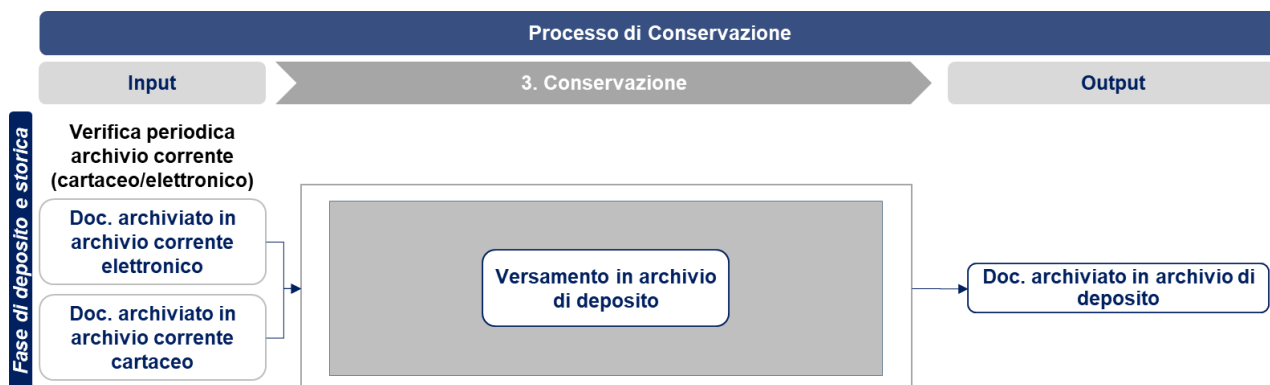 Processo di Conservazione
Input
3. Conservazione
Output
Fase di deposito e storica
Verifica periodica
archivio corrente
(cartaceo/elettronico)
Doc. archiviato in
archivio corrente
elettronico
Doc. archiviato in
archivio corrente
cartaceo
Versamento in archivio
di deposito
Doc. archiviato in archivio di
deposito